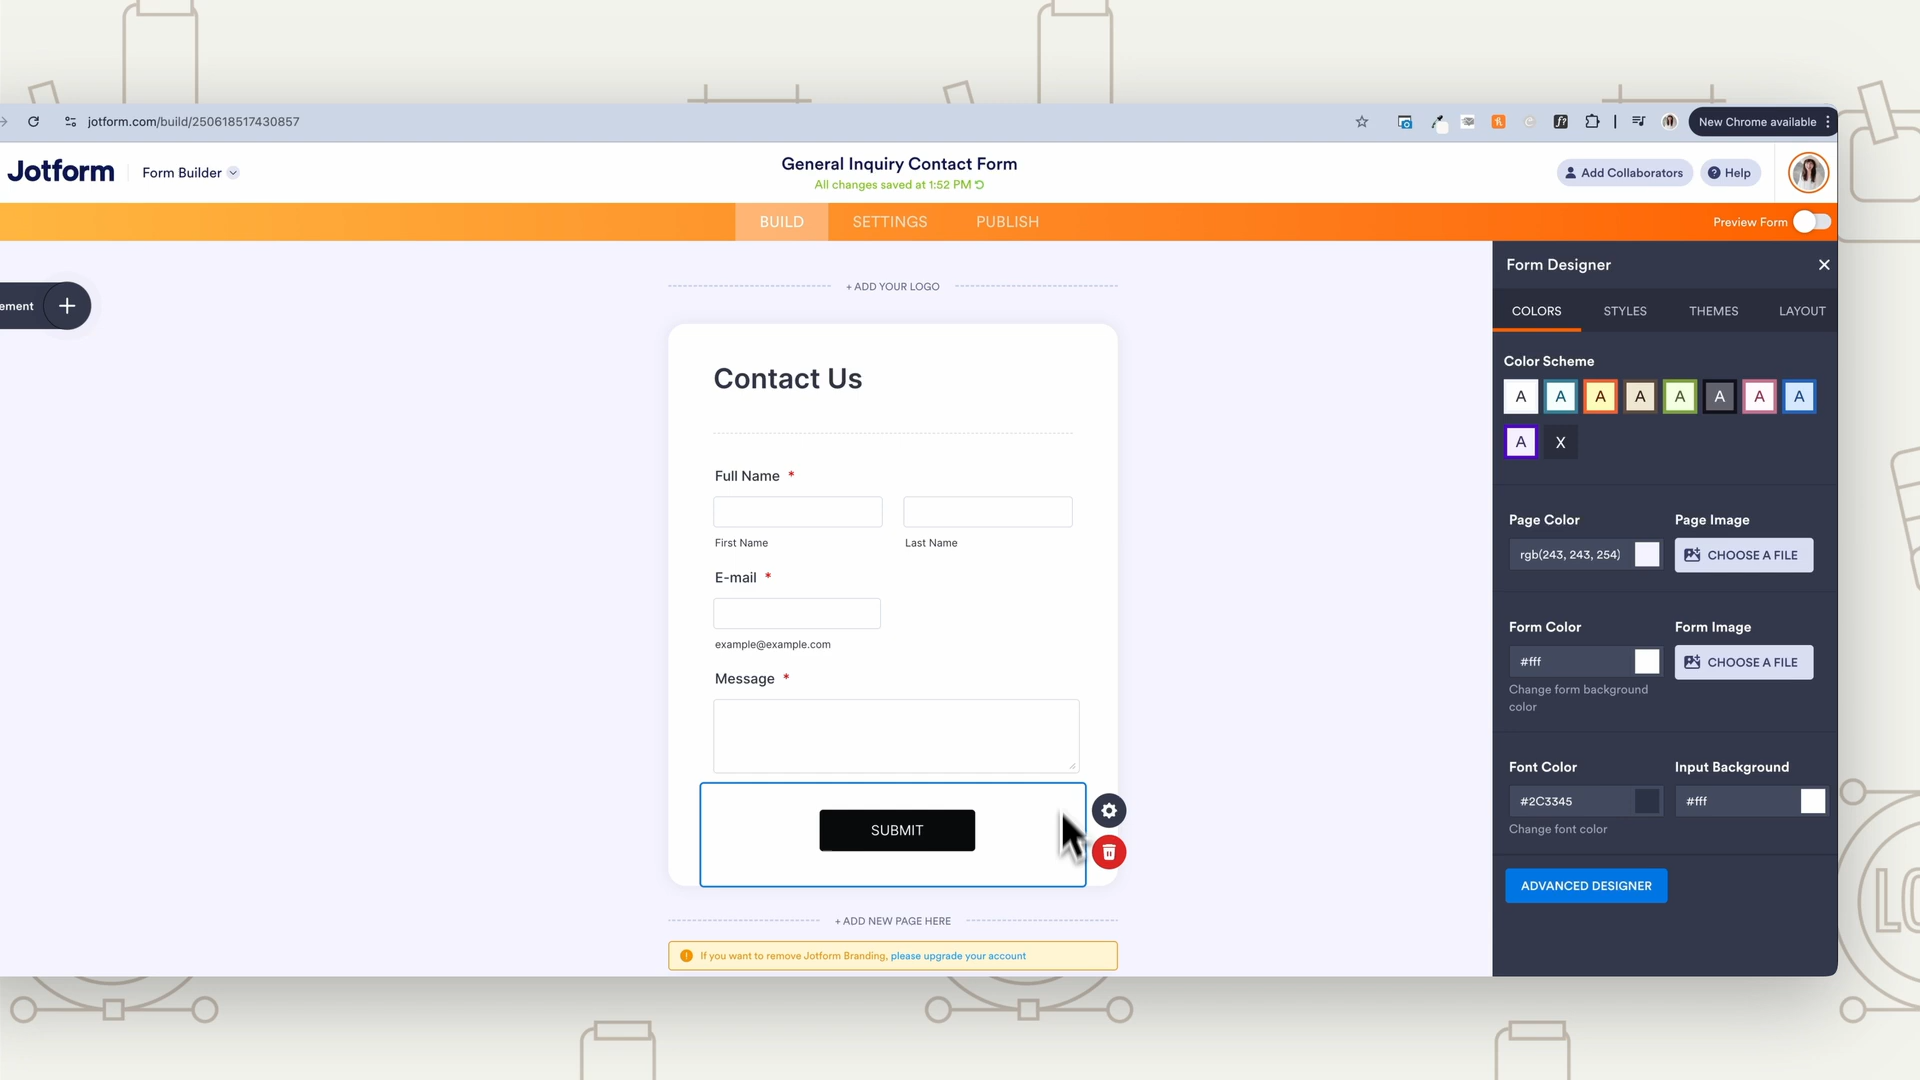 jotform.com/build/250618517430857
New Chrome available
Jotform
Form Builder
General Inquiry Contact Form
All changes saved at 1:52 PM
Add Collaborators
Help
BUILD
SETTINGS
PUBLISH
Preview Form
ement
+ ADD YOUR LOGO
Contact Us
Full Name *
First Name
Last Name
E-mail *
example@example.com
Message *
SUBMIT
+ ADD NEW PAGE HERE
If you want to remove Jotform Branding, please upgrade your account
Form Designer
COLORS
STYLES
THEMES
LAYOUT
Color Scheme
A A A A A A A A
A X
Page Color
Page Image
rgb(243, 243, 254)
CHOOSE A FILE
Form Color
Form Image
#fff
CHOOSE A FILE
Change form background
color
Font Color
Input Background
#2C3345
#fff
Change font color
ADVANCED DESIGNER